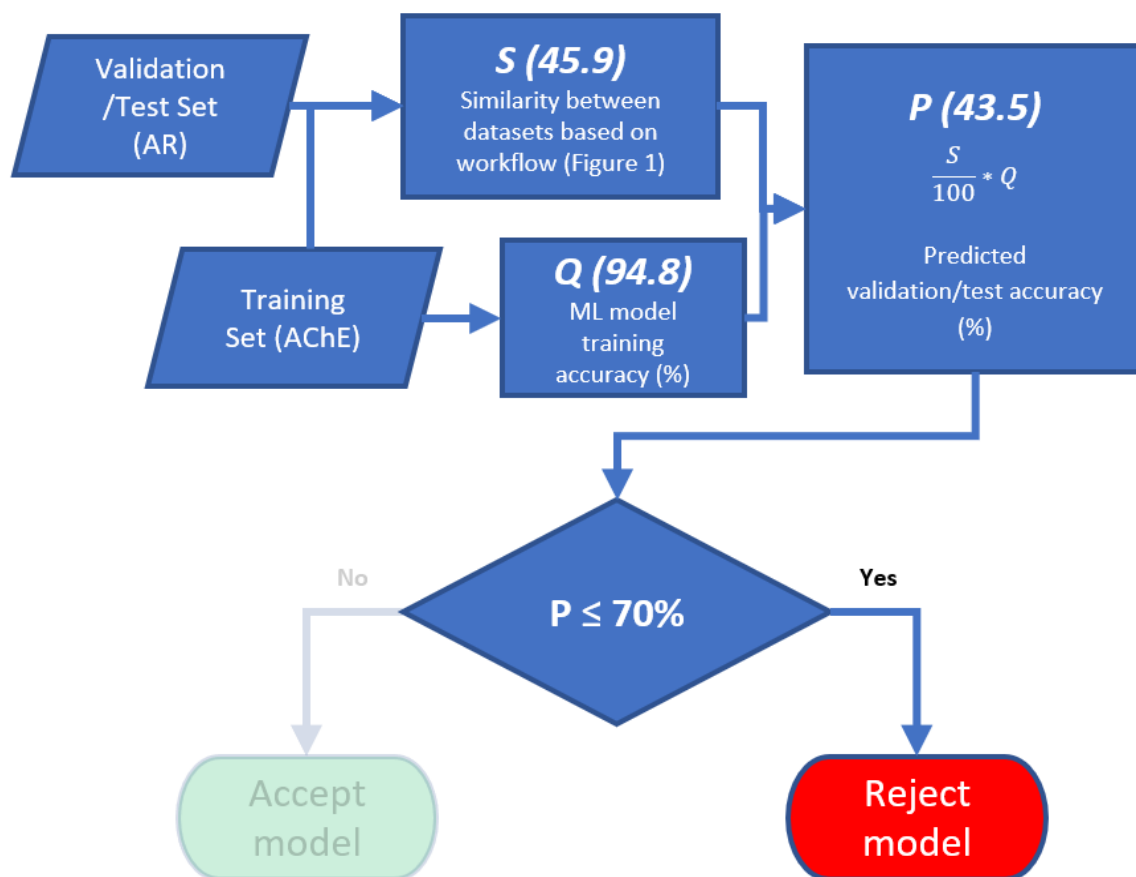 Validation
/Test Set
(AR)
S (45.9)
Similarity between
datasets based on
workflow (Figure 1)
P (43.5)
S
100 * Q
Predicted
validation/test accuracy
(%)
Training
Set (AChE)
Q (94.8)
ML model
training
accuracy (%)
No
Yes
P ≤ 70%
Accept
model
Reject
model